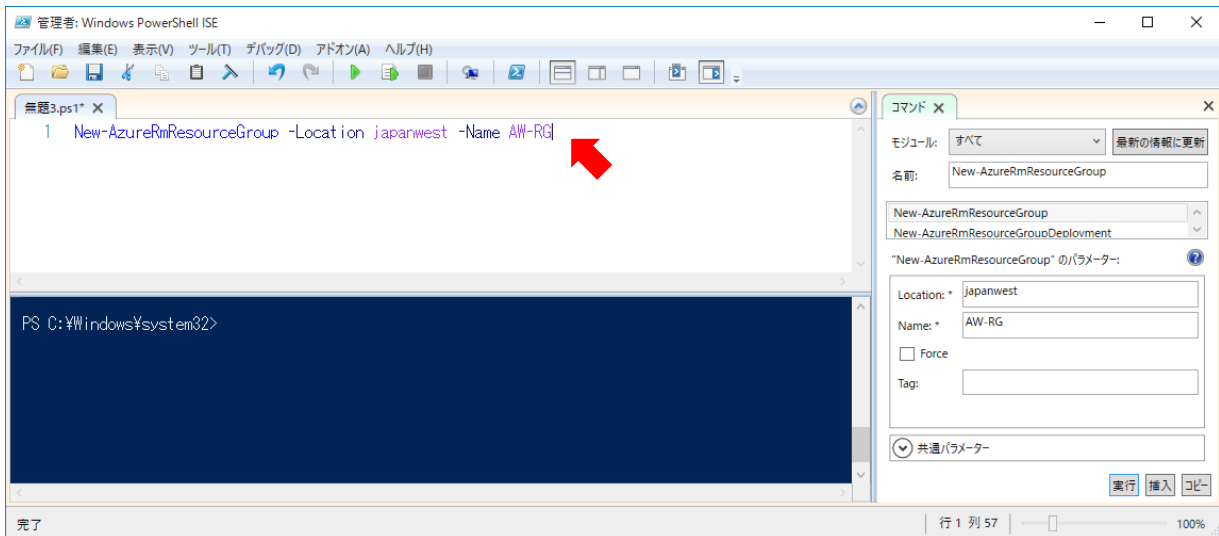 管理者: Windows PowerShell ISE
ファイル(F) 編集(E) 表示(V) ツール(T) デバッグ(D) アドオン(A) ヘルプ(H)
無題3.ps1* X
1 New-AzureRmResourceGroup -Location japanwest -Name AW-RG
PS C:¥Windows¥system32>
コマンド X
モジュール: すべて 最新の情報に更新
名前: New-AzureRmResourceGroup
New-AzureRmResourceGroup
New-AzureRmResourceGroupDeployment
"New-AzureRmResourceGroup" のパラメーター:
Location: * japanwest
Name: * AW-RG
Force
Tag:
共通パラメーター
実行 挿入 コピー
完了 行 1 列 57 100%